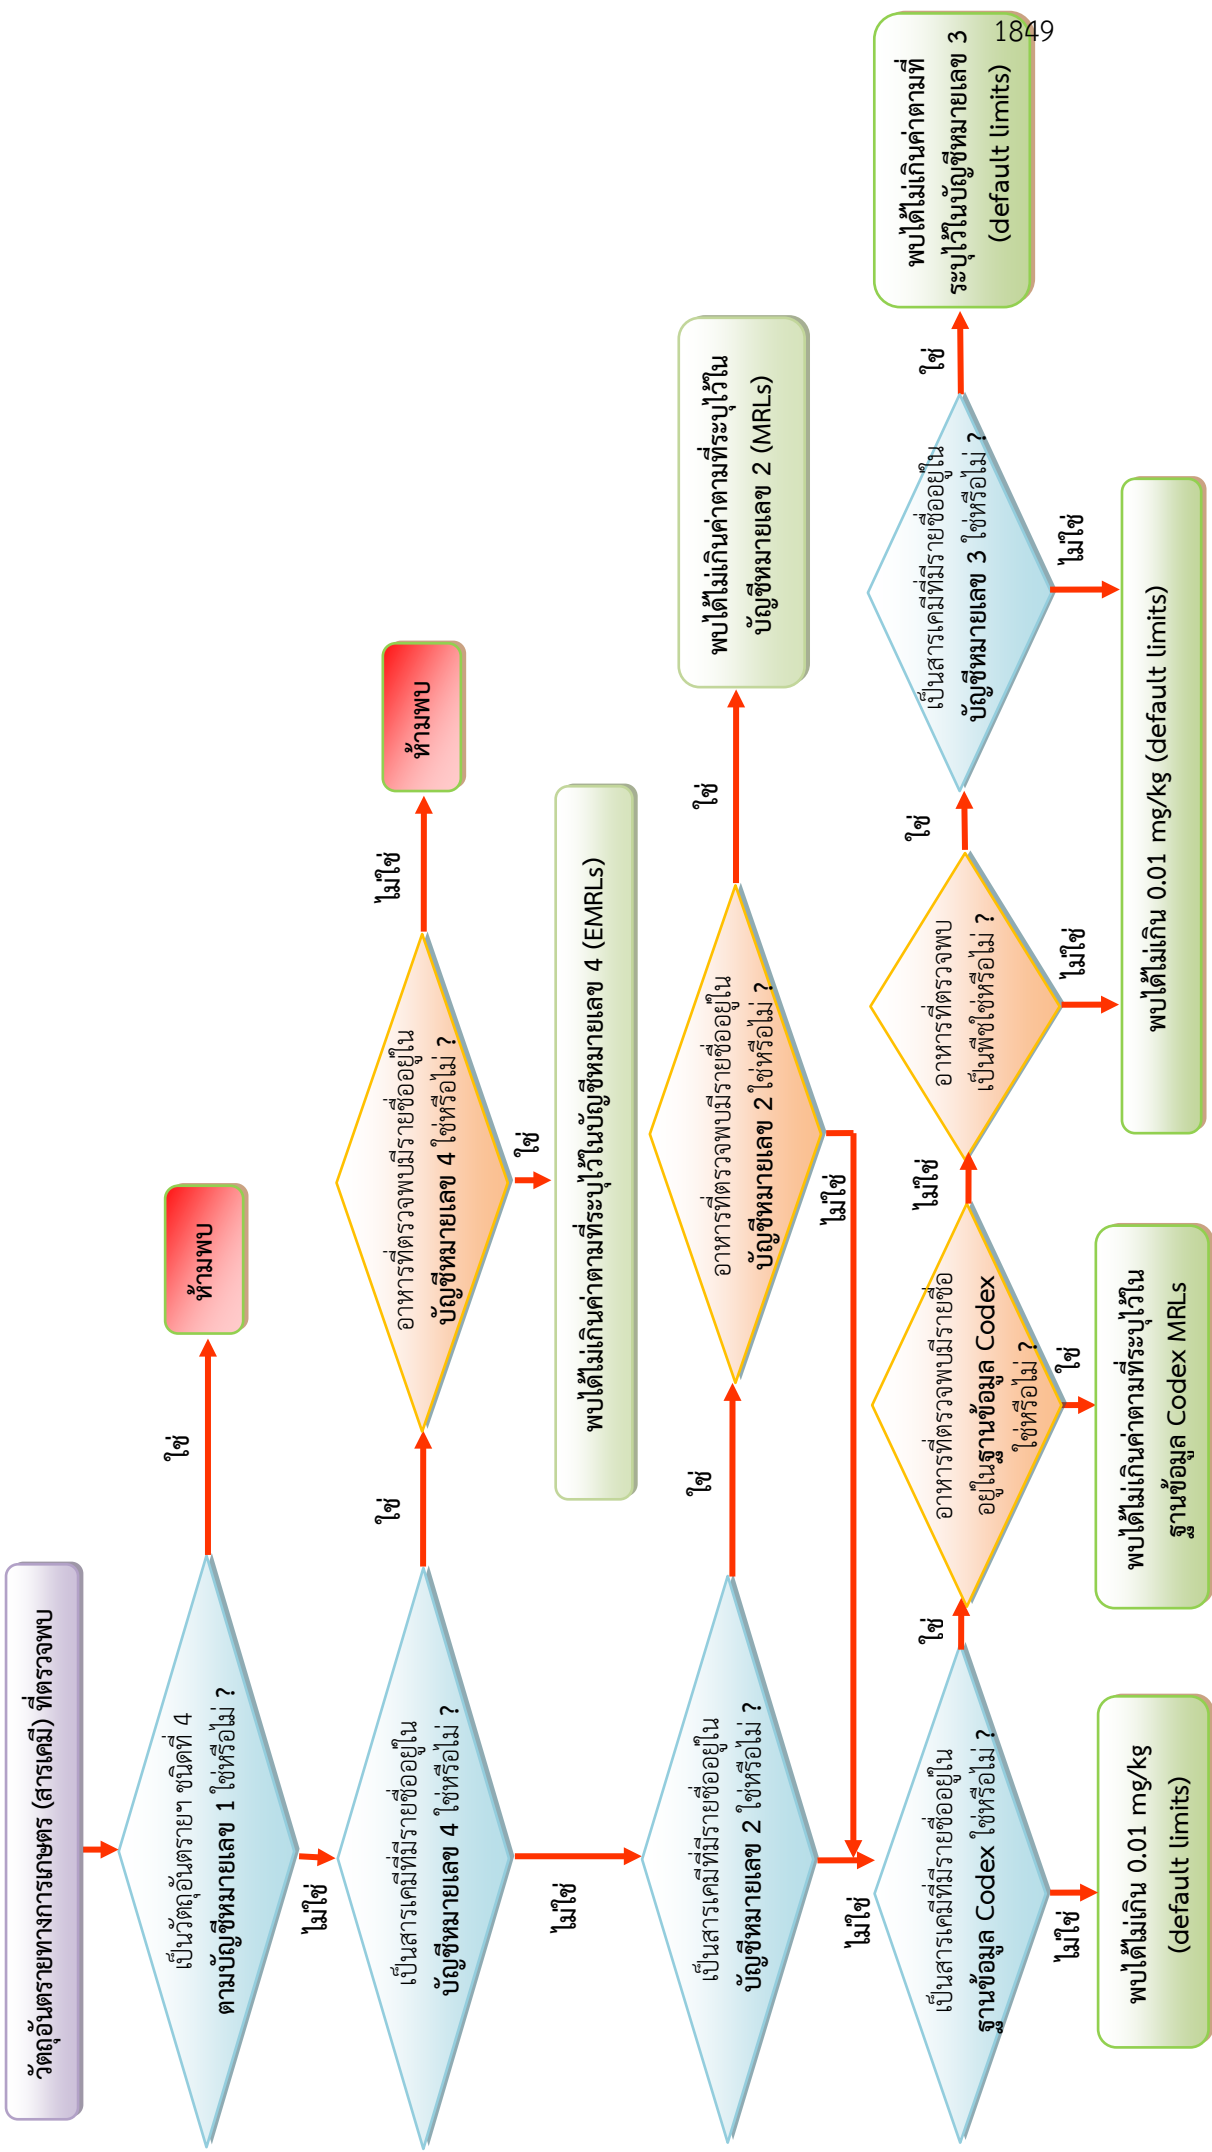 1849
วัตถุอันตรายทางการเกษตร (สารเคมี) ที่ตรวจพบ
เป็นวัตถุอันตรายฯ ชนิดที่ 4
ตามบัญชีหมายเลข 1 ใช่หรือไม่ ?
ใช่
ห้ามพบ
ไม่ใช่
เป็นสารเคมีที่มีรายชื่ออยู่ใน
บัญชีหมายเลข 4 ใช่หรือไม่ ?
ใช่
อาหารที่ตรวจพบมีรายชื่ออยู่ใน
บัญชีหมายเลข 4 ใช่หรือไม่ ?
ไม่ใช่
ห้ามพบ
ใช่
พบได้ไม่เกินค่าตามที่ระบุไว้ในบัญชีหมายเลข 4 (EMRLs)
ไม่ใช่
เป็นสารเคมีที่มีรายชื่ออยู่ใน
บัญชีหมายเลข 2 ใช่หรือไม่ ?
ใช่
อาหารที่ตรวจพบมีรายชื่ออยู่ใน
บัญชีหมายเลข 2 ใช่หรือไม่ ?
ใช่
พบได้ไม่เกินค่าตามที่ระบุไว้ใน
บัญชีหมายเลข 2 (MRLs)
ไม่ใช่
ไม่ใช่
เป็นสารเคมีที่มีรายชื่ออยู่ใน
ฐานข้อมูล Codex ใช่หรือไม่ ?
ใช่
อาหารที่ตรวจพบมีรายชื่อ
อยู่ในฐานข้อมูล Codex
ใช่หรือไม่ ?
ไม่ใช่
อาหารที่ตรวจพบ
เป็นพืชใช่หรือไม่ ?
ใช่
เป็นสารเคมีที่มีรายชื่ออยู่ใน
บัญชีหมายเลข 3 ใช่หรือไม่ ?
ใช่
พบได้ไม่เกินค่าตามที่
ระบุไว้ในบัญชีหมายเลข 3
(default limits)
ไม่ใช่
พบได้ไม่เกิน 0.01 mg/kg
(default limits)
ใช่
พบได้ไม่เกินค่าตามที่ระบุไว้ใน
ฐานข้อมูล Codex MRLs
ไม่ใช่
ไม่ใช่
พบได้ไม่เกิน 0.01 mg/kg (default limits)